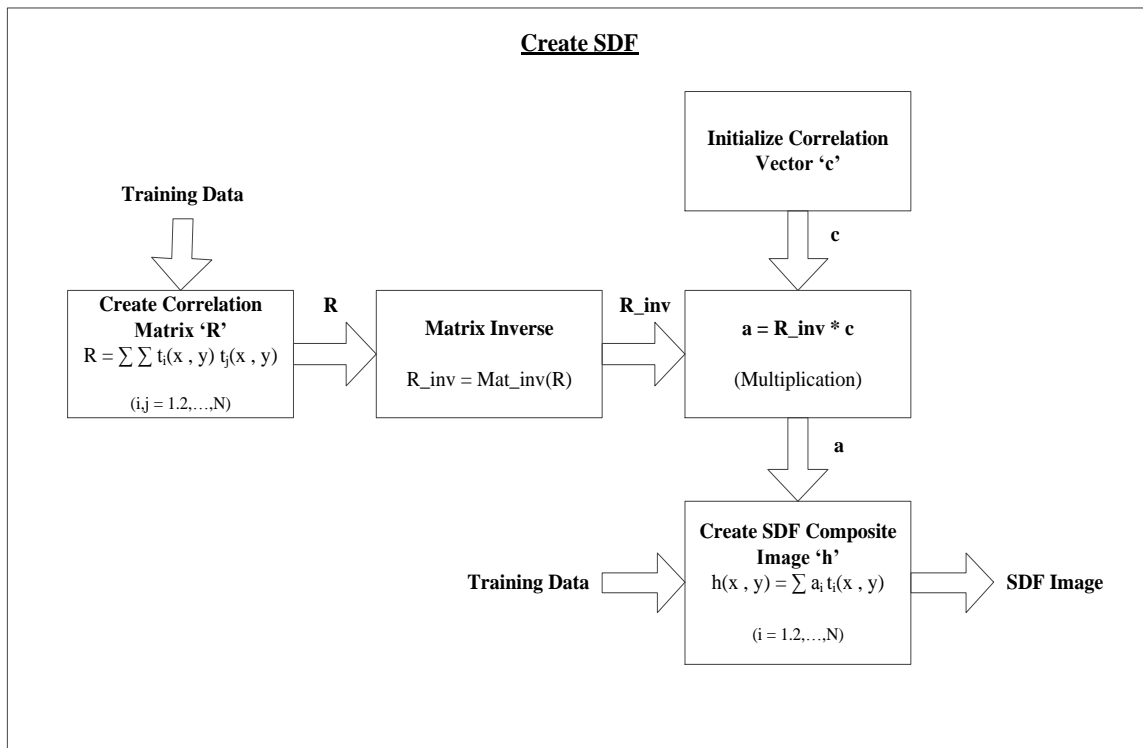 Create SDF
Initialize Correlation
Vector ‘c’
Training Data
c
Create Correlation
Matrix ‘R’
R = ∑ ∑ tᵢ(x , y) tⱼ(x , y)
(i,j = 1.2,…,N)
R
Matrix Inverse
R_inv = Mat_inv(R)
R_inv
a = R_inv * c
(Multiplication)
a
Create SDF Composite
Image ‘h’
h(x , y) = ∑ aᵢ tᵢ(x , y)
(i = 1.2,…,N)
Training Data
SDF Image